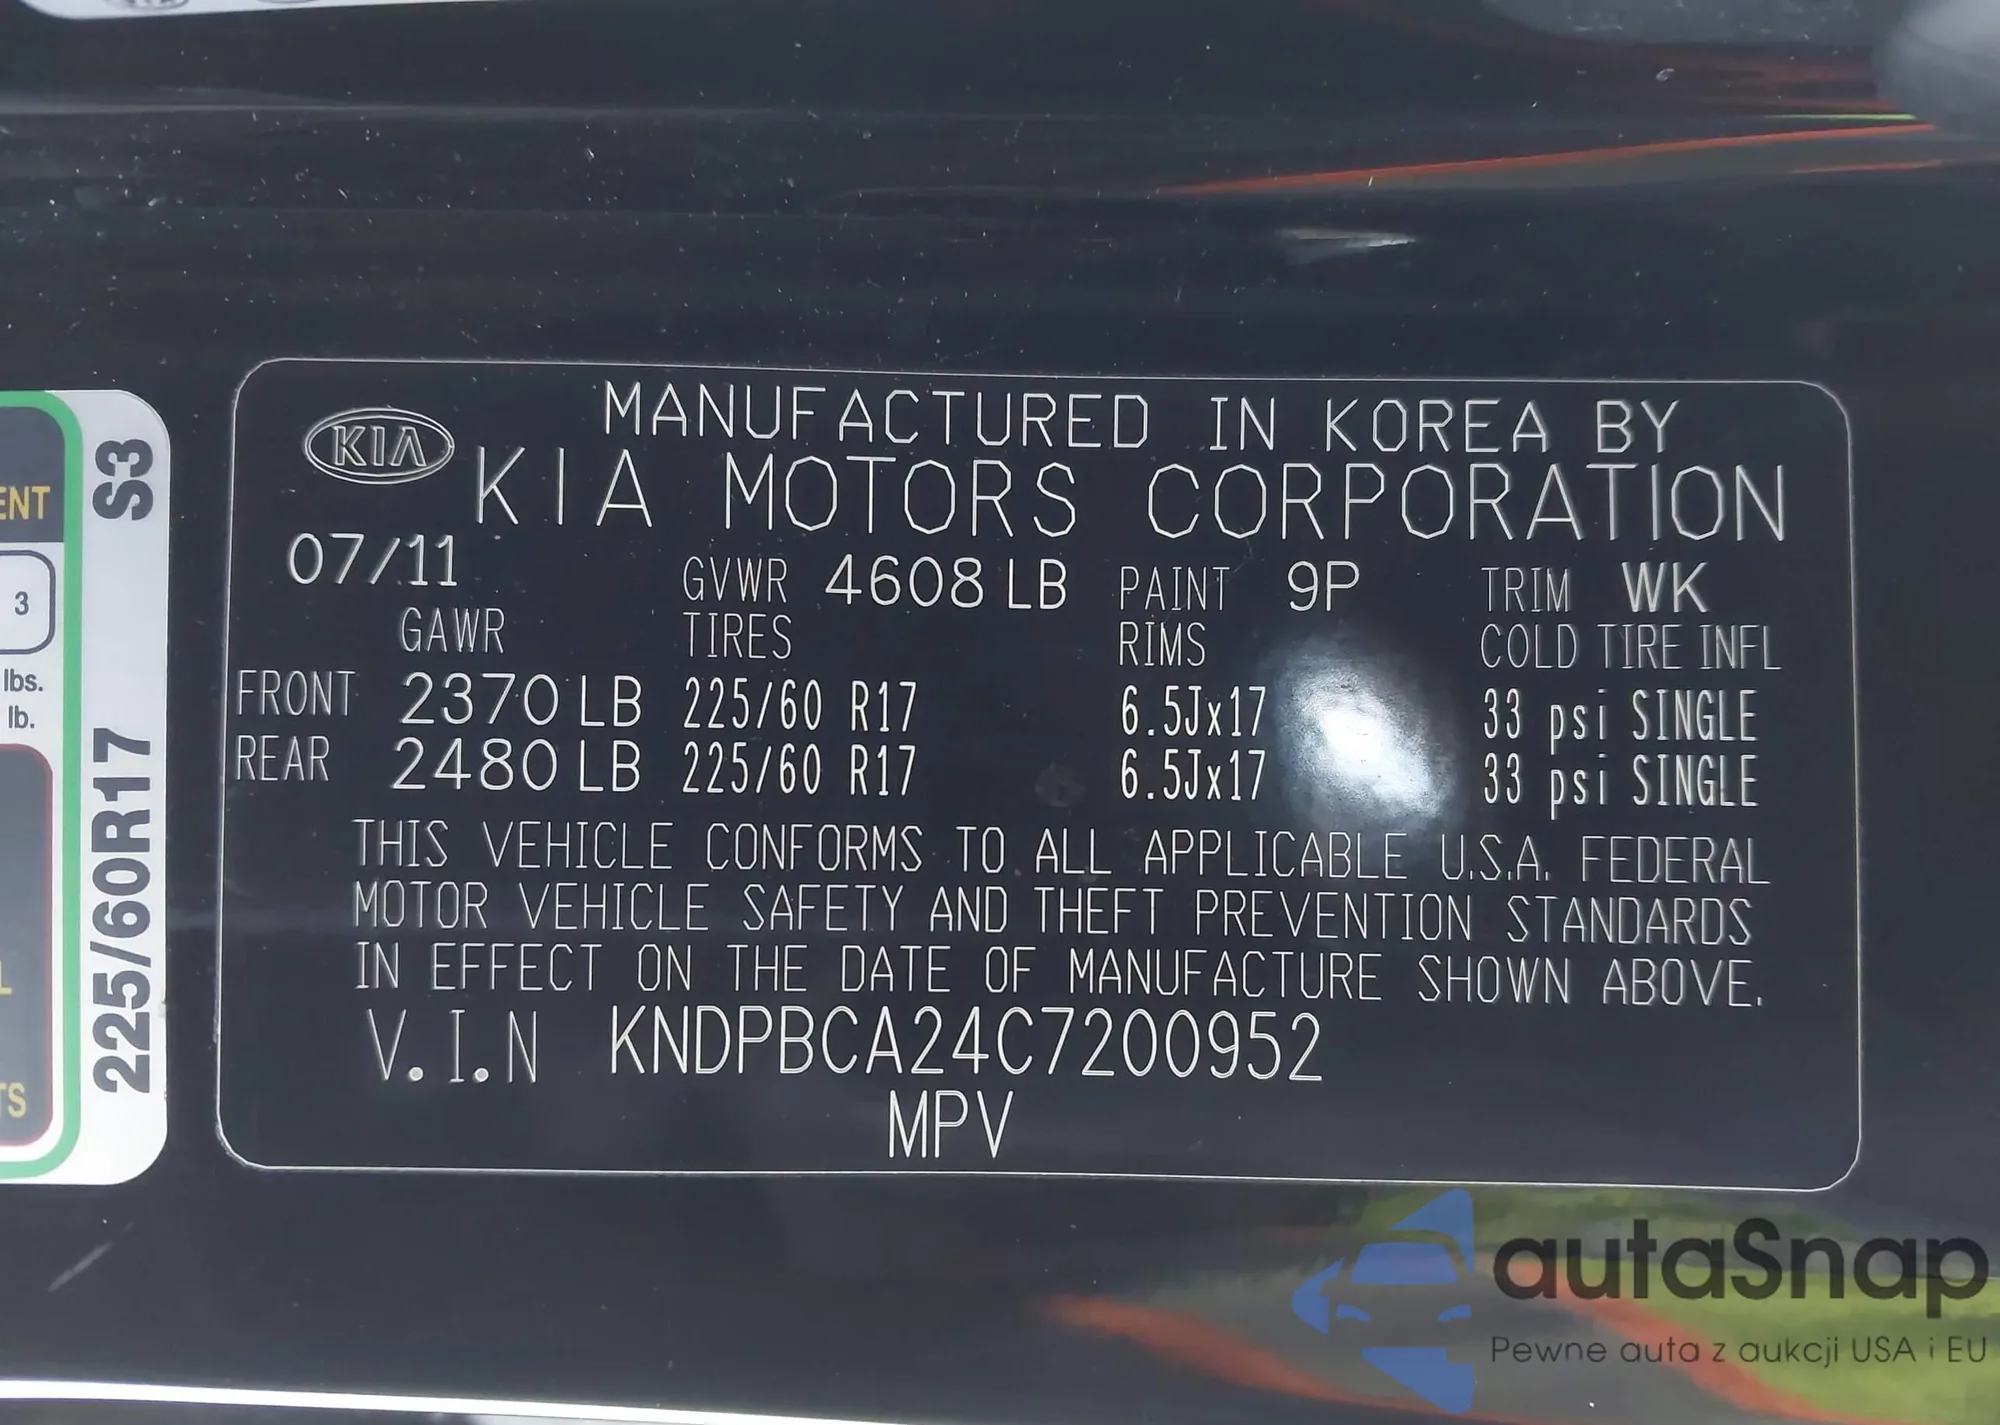 MANUFACTURED IN KOREA BY
KIA
KIA MOTORS CORPORATION
07/11 GVWR 4608 LB PAINT 9P TRIM WK
GAWR TIRES RIMS COLD TIRE INFL
FRONT 2370 LB 225/60 R17 6.5Jx17 33 psi SINGLE
REAR 2480 LB 225/60 R17 6.5Jx17 33 psi SINGLE
THIS VEHICLE CONFORMS TO ALL APPLICABLE U.S.A. FEDERAL
MOTOR VEHICLE SAFETY AND THEFT PREVENTION STANDARDS
IN EFFECT ON THE DATE OF MANUFACTURE SHOWN ABOVE.
V.I.N KNDPBCA24C7200952
MPV
S3
225/60R17
ENT
3
lbs.
lb.
L
TS
autaSnap
Pewne auta z aukcji USA i EU